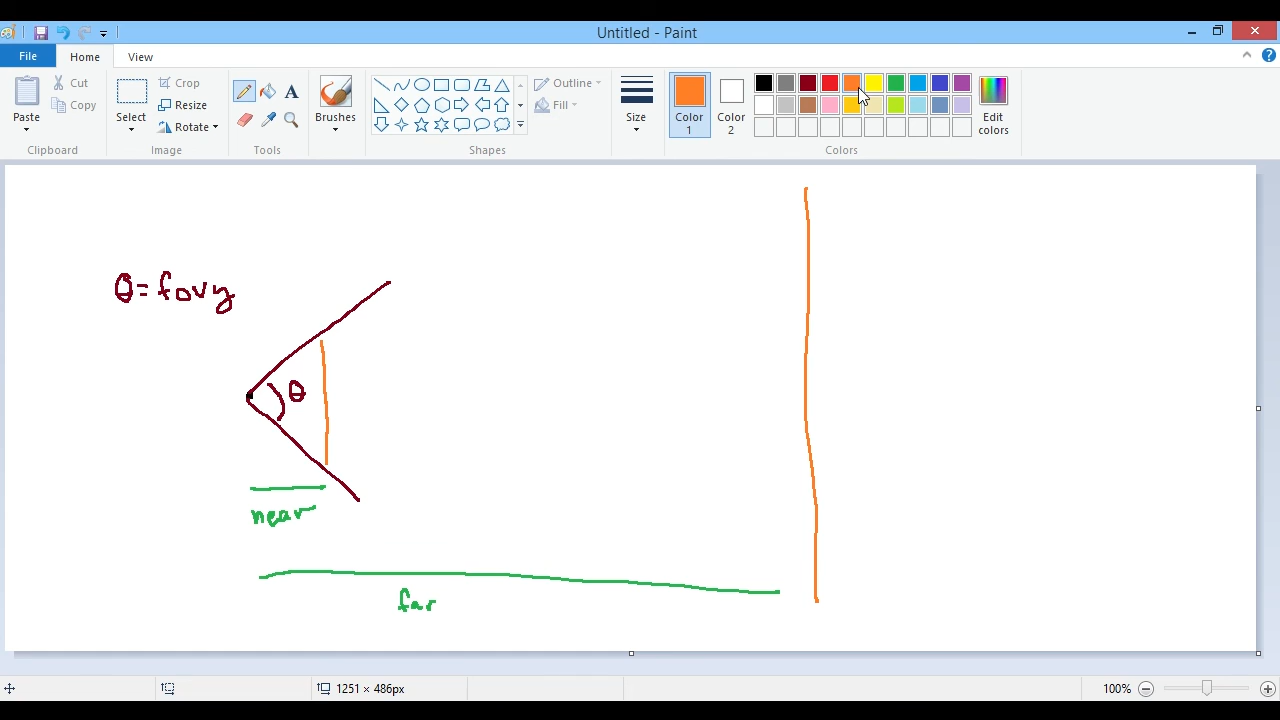 Untitled - Paint
File Home View
Paste
Cut
Copy
Clipboard
Select
Crop
Resize
Rotate
Image
Tools
Brushes
Shapes
Outline
Fill
Size
Color
1
Color
2
Edit
colors
Colors
θ=fovy
θ
near
far
1251 × 486px
100%